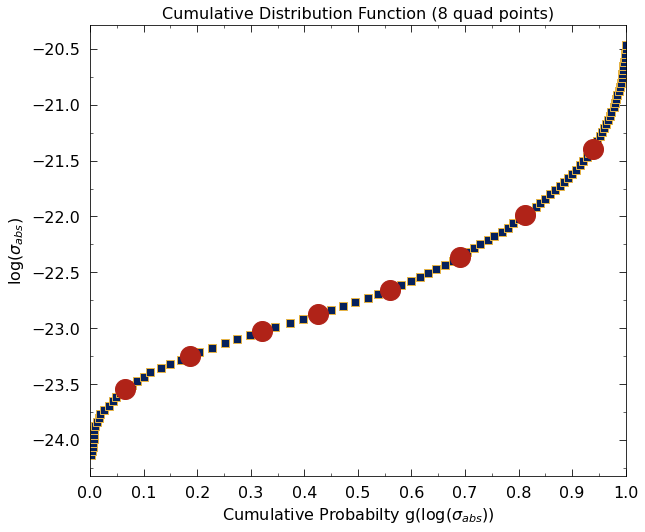 Cumulative Distribution Function (8 quad points)
−20.5
−21.0
−21.5
−22.0
−22.5
−23.0
−23.5
−24.0
log(σabs)
0.0 0.1 0.2 0.3 0.4 0.5 0.6 0.7 0.8 0.9 1.0
Cumulative Probabilty g(log(σabs))